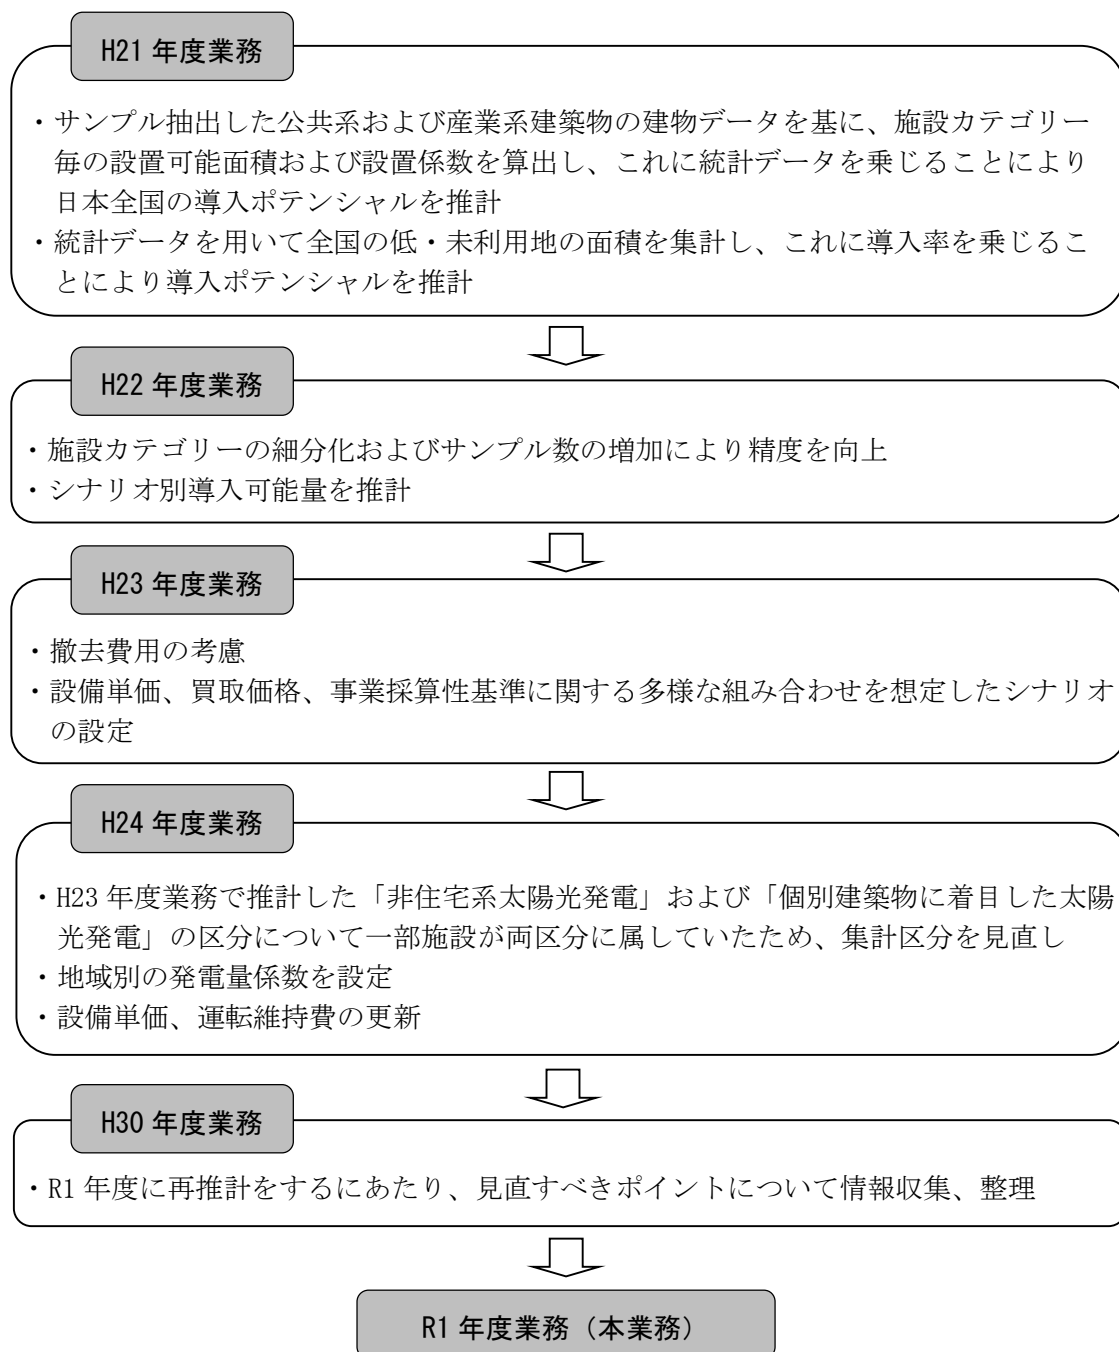 H21 年度業務
・サンプル抽出した公共系および産業系建築物の建物データを基に、施設カテゴリー
毎の設置可能面積および設置係数を算出し、これに統計データを乗じることにより
日本全国の導入ポテンシャルを推計
・統計データを用いて全国の低・未利用地の面積を集計し、これに導入率を乗じるこ
とにより導入ポテンシャルを推計
H22 年度業務
・施設カテゴリーの細分化およびサンプル数の増加により精度を向上
・シナリオ別導入可能量を推計
H23 年度業務
・撤去費用の考慮
・設備単価、買取価格、事業採算性基準に関する多様な組み合わせを想定したシナリオ
の設定
H24 年度業務
・H23 年度業務で推計した「非住宅系太陽光発電」および「個別建築物に着目した太陽
光発電」の区分について一部施設が両区分に属していたため、集計区分を見直し
・地域別の発電量係数を設定
・設備単価、運転維持費の更新
H30 年度業務
・R1 年度に再推計をするにあたり、見直すべきポイントについて情報収集、整理
R1 年度業務（本業務）